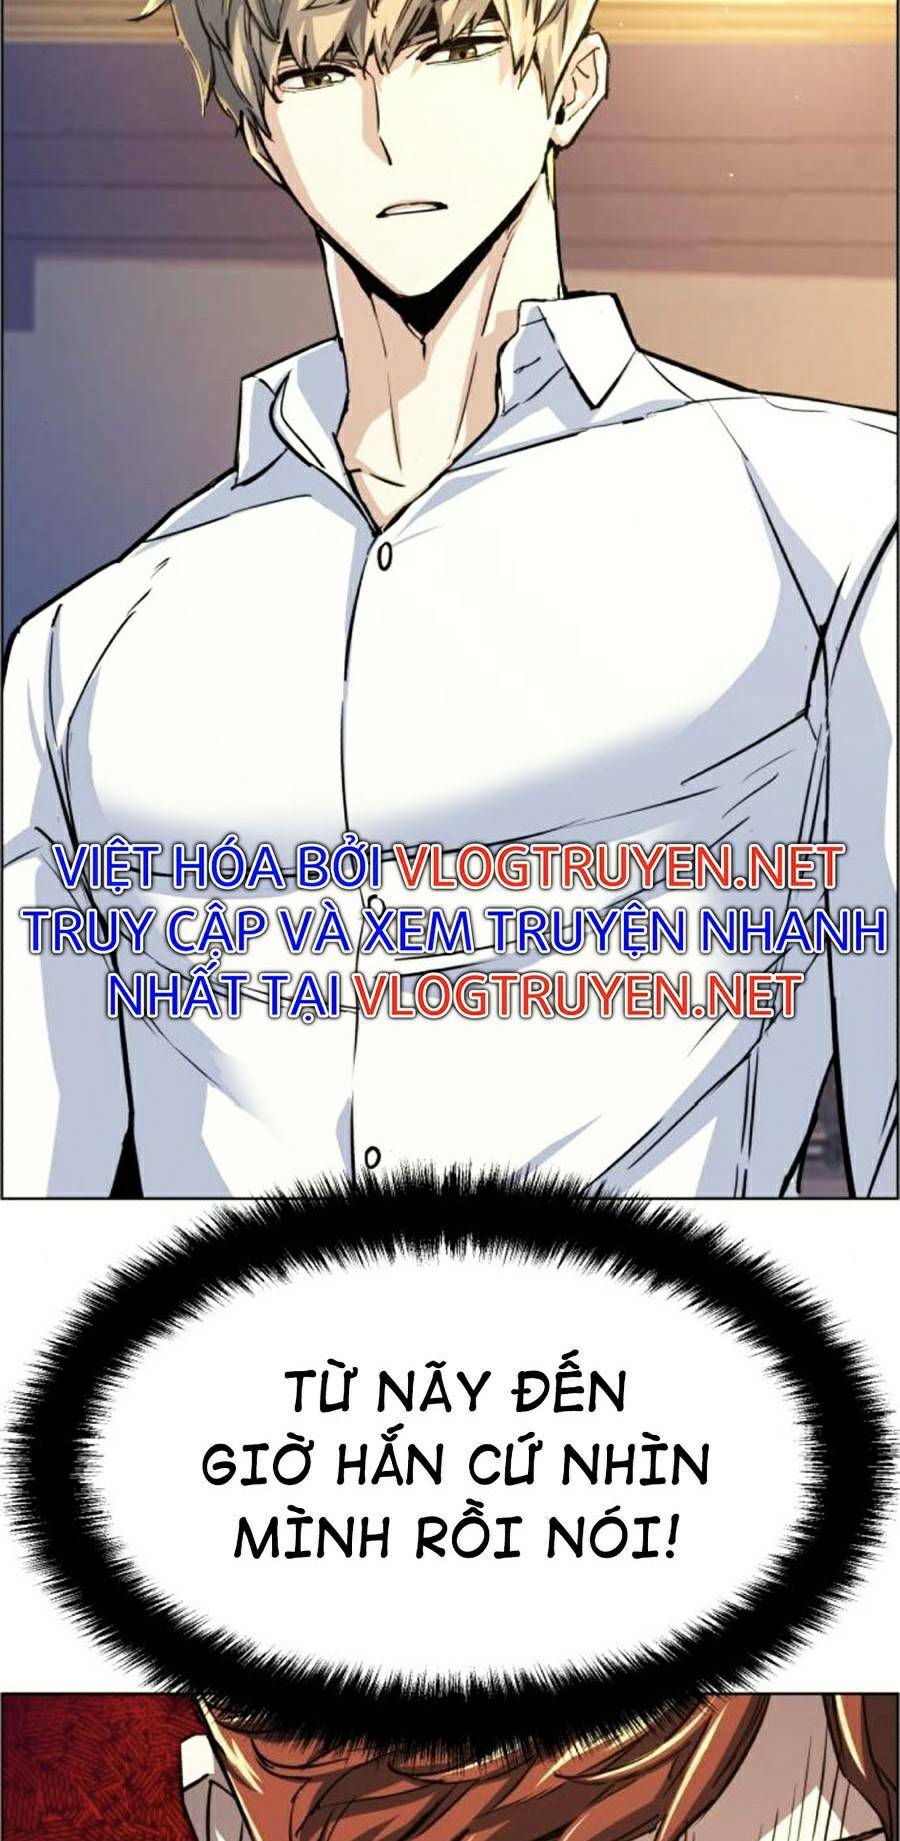 VIỆT HÓA BỞI VLOGTRUYEN.NET
TRUY CẬP VÀ XEM TRUYỆN NHANH
NHẤT TẠI VLOGTRUYEN.NET
TỪ NÃY ĐẾN
GIỜ HẮN CỨ NHÌN
MÌNH RỒI NÓI!